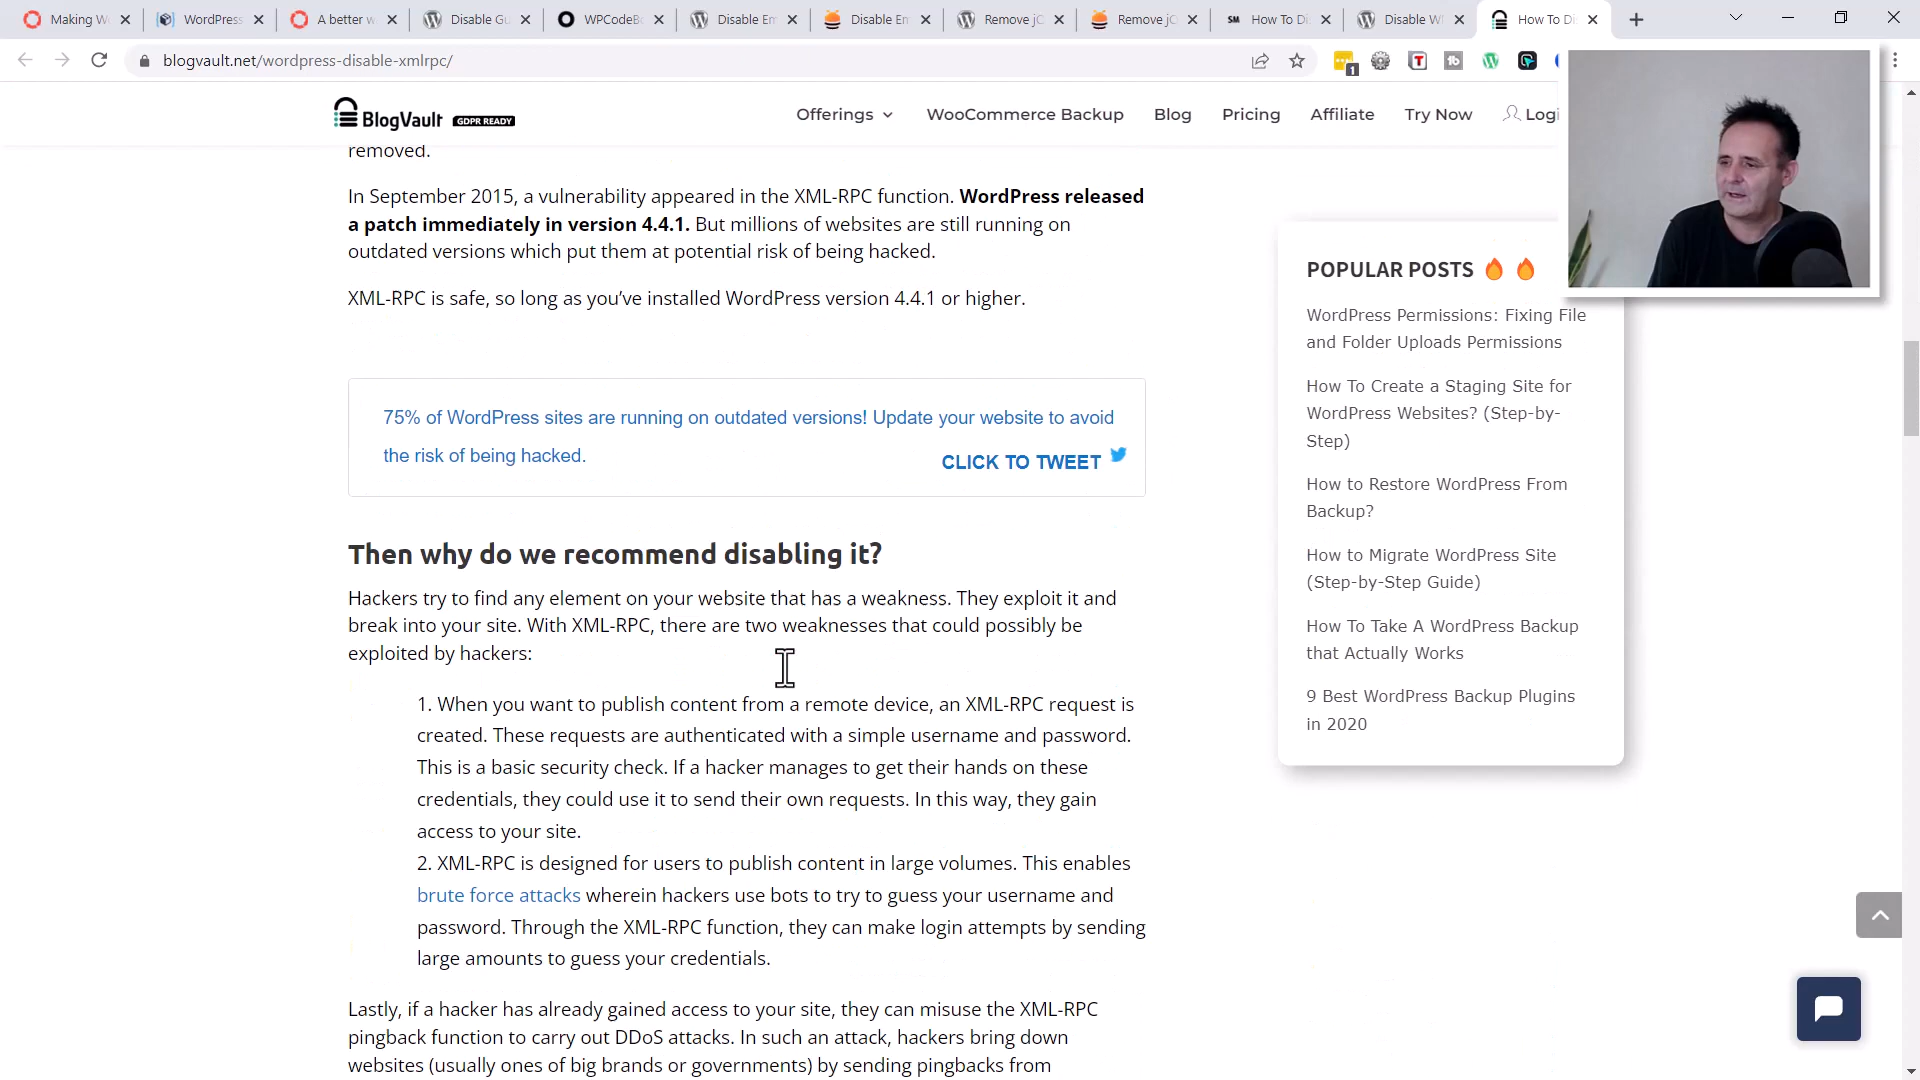 Making W
WordPress
A better w
Disable Gu
WPCodeBo
Disable Em
Disable Em
Remove jQ
Remove jC
How To Di
Disable W
How To Di
blogvault.net/wordpress-disable-xmlrpc/
BlogVault GDPR READY
Offerings
WooCommerce Backup
Blog
Pricing
Affiliate
Try Now
Logi
removed.
In September 2015, a vulnerability appeared in the XML-RPC function. WordPress released
a patch immediately in version 4.4.1. But millions of websites are still running on
outdated versions which put them at potential risk of being hacked.
XML-RPC is safe, so long as you've installed WordPress version 4.4.1 or higher.
75% of WordPress sites are running on outdated versions! Update your website to avoid
the risk of being hacked.
CLICK TO TWEET
Then why do we recommend disabling it?
Hackers try to find any element on your website that has a weakness. They exploit it and
break into your site. With XML-RPC, there are two weaknesses that could possibly be
exploited by hackers:
1. When you want to publish content from a remote device, an XML-RPC request is
created. These requests are authenticated with a simple username and password.
This is a basic security check. If a hacker manages to get their hands on these
credentials, they could use it to send their own requests. In this way, they gain
access to your site.
2. XML-RPC is designed for users to publish content in large volumes. This enables
brute force attacks wherein hackers use bots to try to guess your username and
password. Through the XML-RPC function, they can make login attempts by sending
large amounts to guess your credentials.
Lastly, if a hacker has already gained access to your site, they can misuse the XML-RPC
pingback function to carry out DDoS attacks. In such an attack, hackers bring down
websites (usually ones of big brands or governments) by sending pingbacks from
POPULAR POSTS
WordPress Permissions: Fixing File
and Folder Uploads Permissions
How To Create a Staging Site for
WordPress Websites? (Step-by-
Step)
How to Restore WordPress From
Backup?
How to Migrate WordPress Site
(Step-by-Step Guide)
How To Take A WordPress Backup
that Actually Works
9 Best WordPress Backup Plugins
in 2020